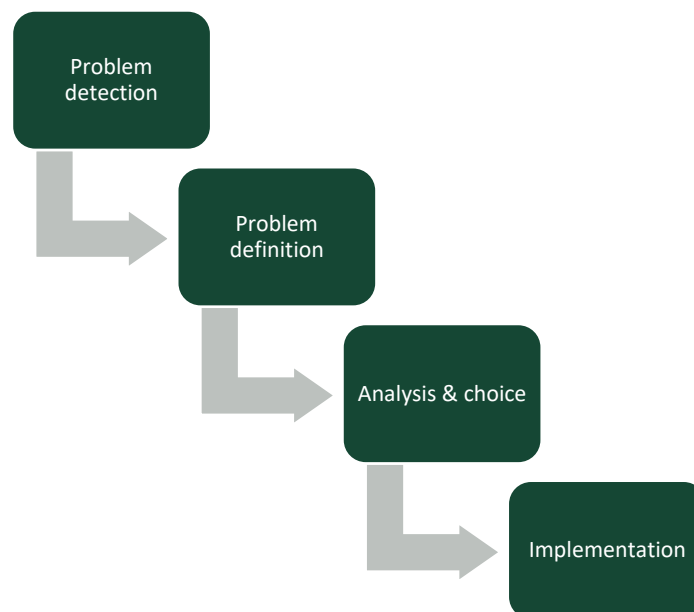 Problem
detection
Problem
definition
Analysis & choice
Implementation